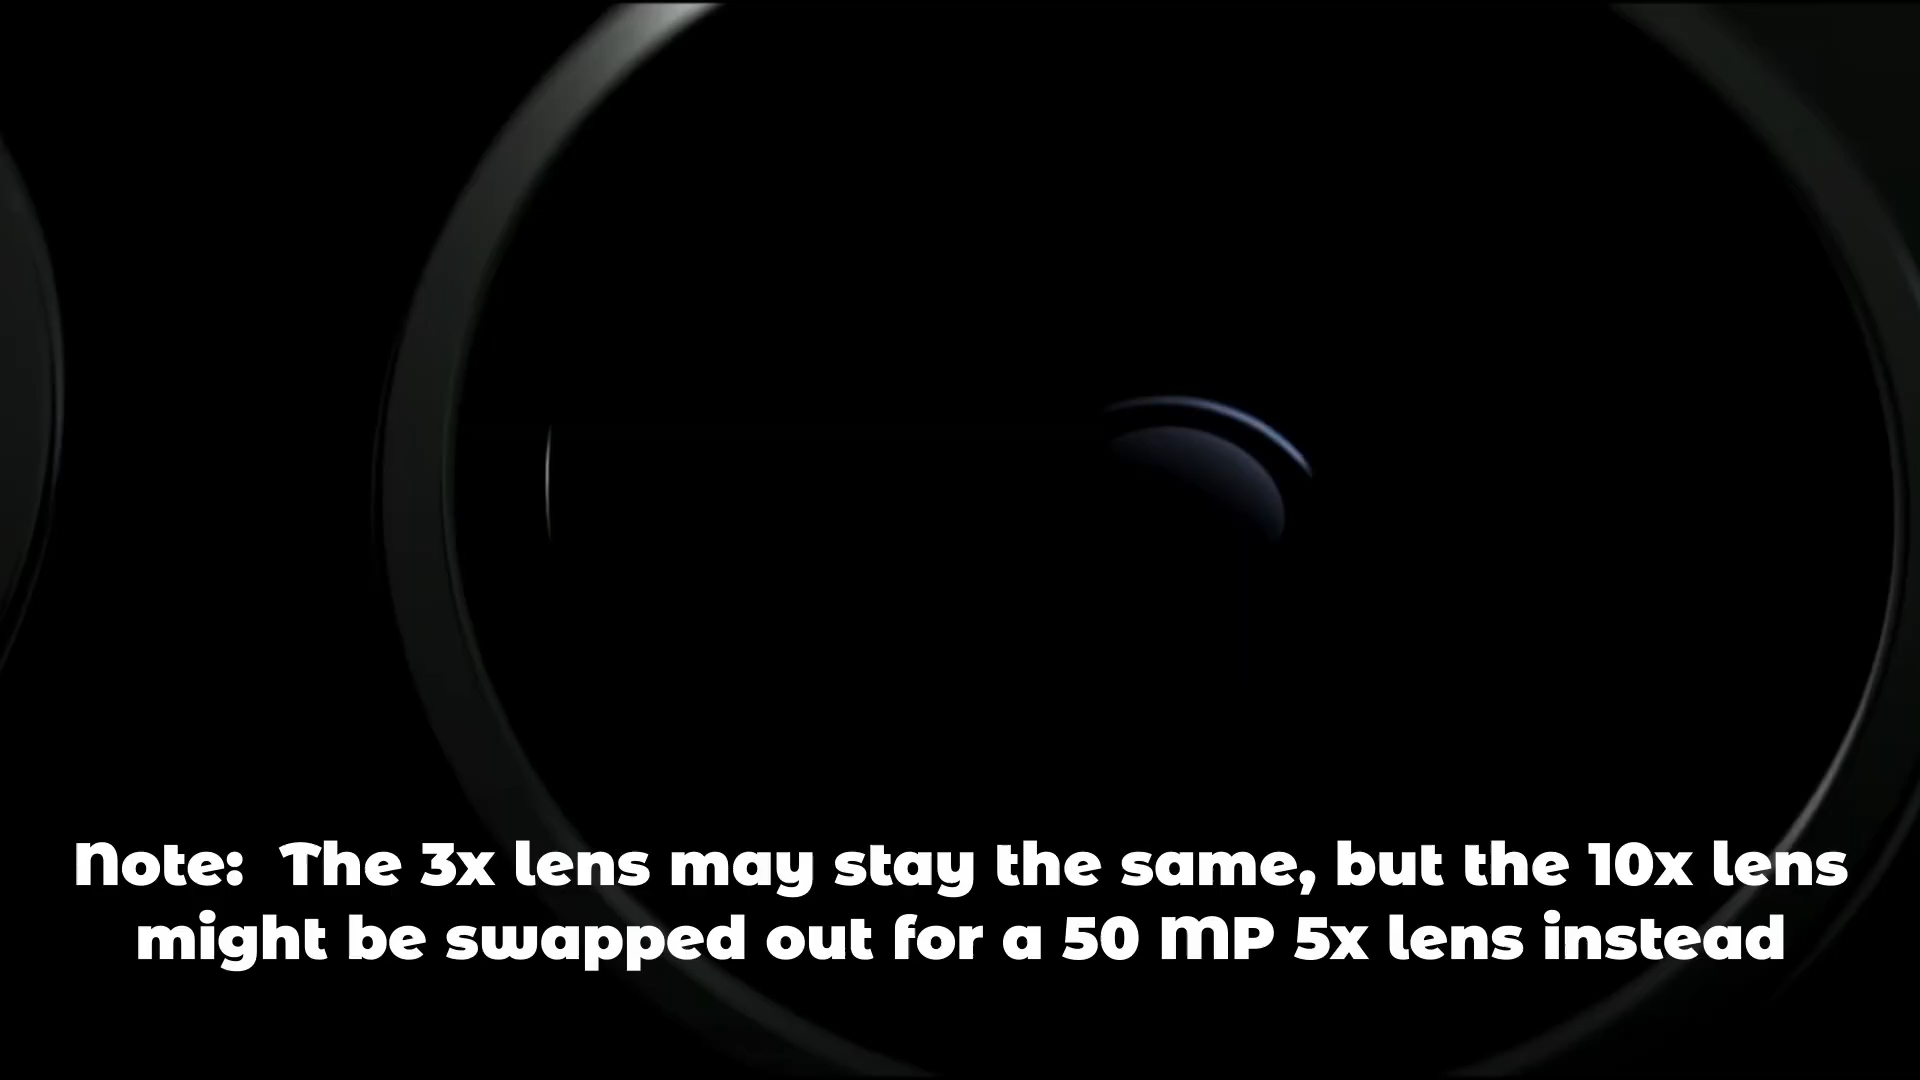 Note:  The 3x lens may stay the same, but the 10x lens
might be swapped out for a 50 MP 5x lens instead